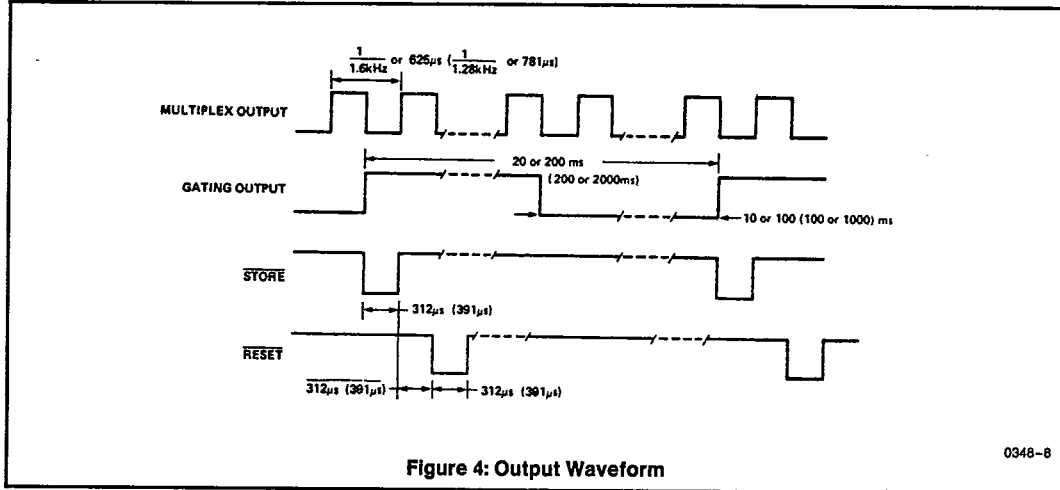 1/1.6kHz or 625µs (1/1.28kHz or 781µs)
MULTIPLEX OUTPUT
20 or 200 ms
(200 or 2000ms)
GATING OUTPUT
10 or 100 (100 or 1000) ms
STORE
312µs (391µs)
RESET
312µs (391µs)
312µs (391µs)
0348-8
Figure 4: Output Waveform